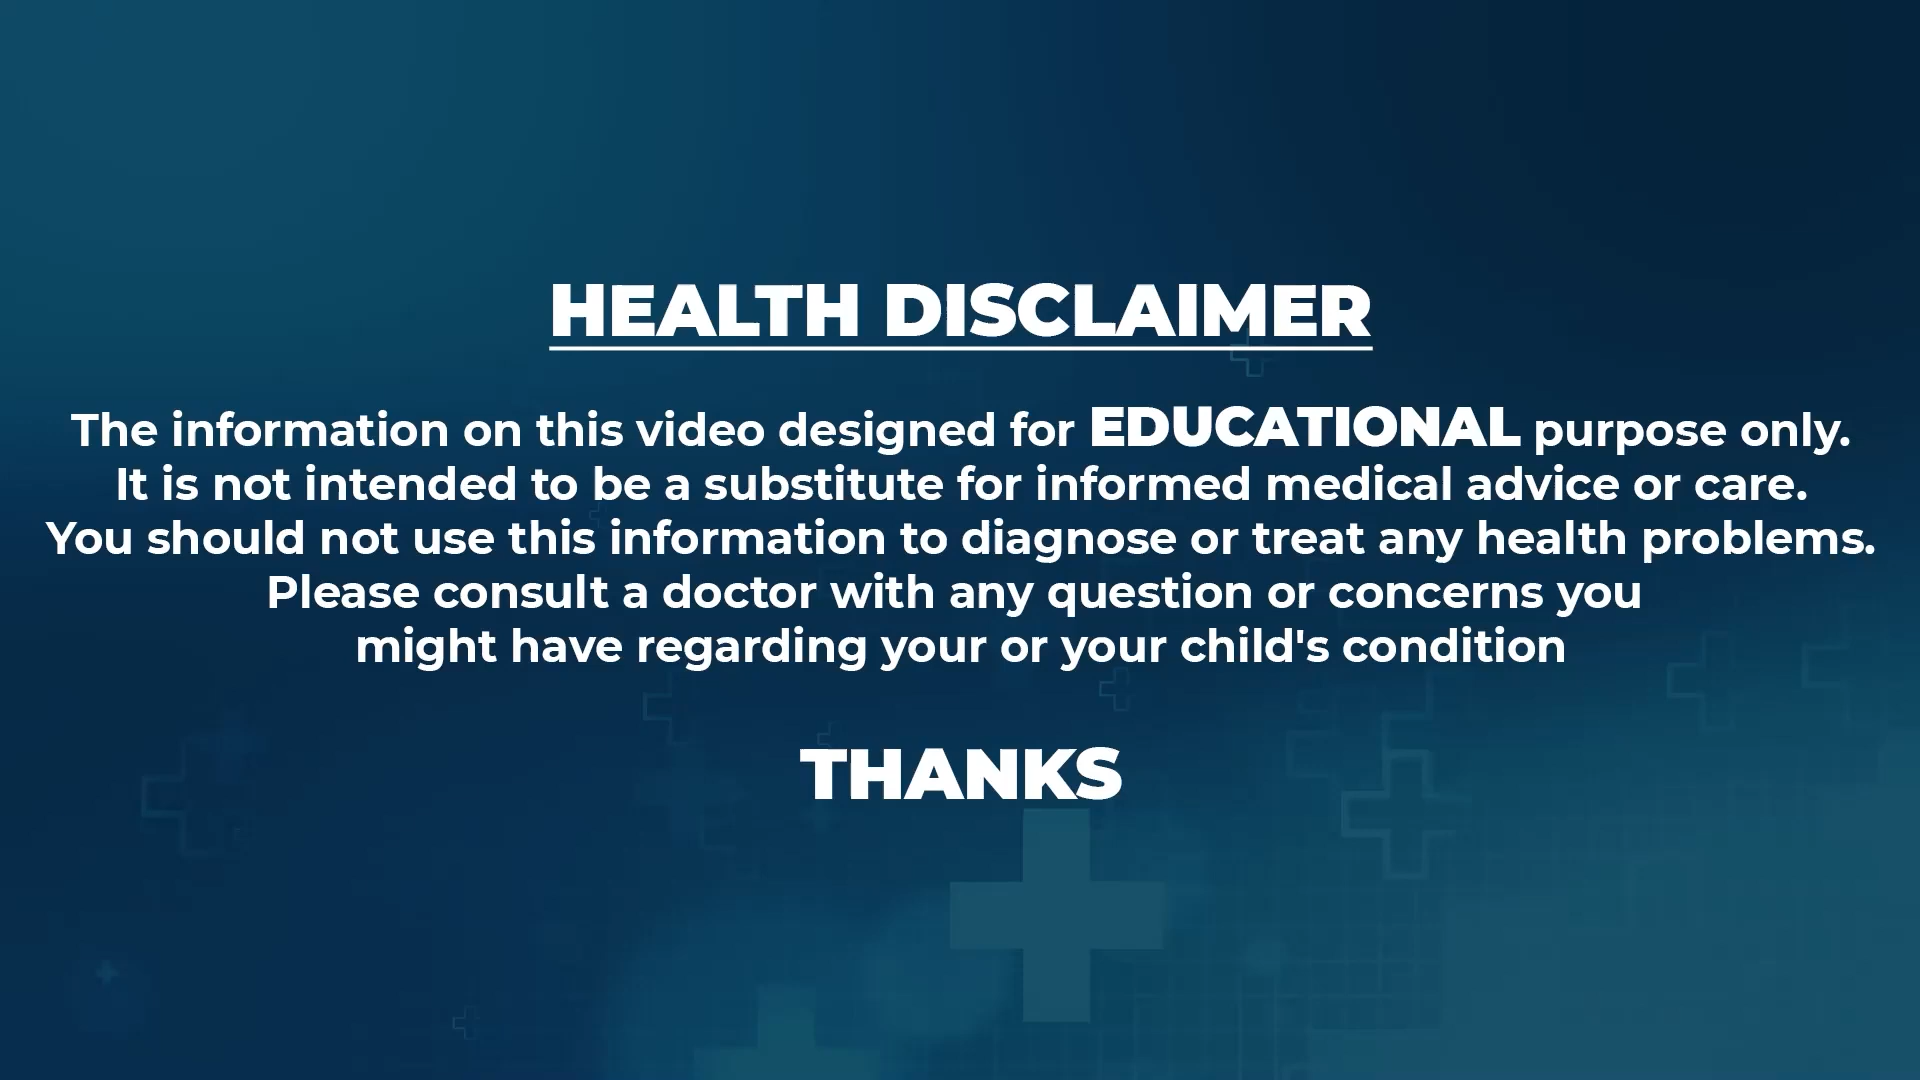 HEALTH DISCLAIMER
The information on this video designed for EDUCATIONAL purpose only.
It is not intended to be a substitute for informed medical advice or care.
You should not use this information to diagnose or treat any health problems.
Please consult a doctor with any question or concerns you
might have regarding your or your child's condition
THANKS